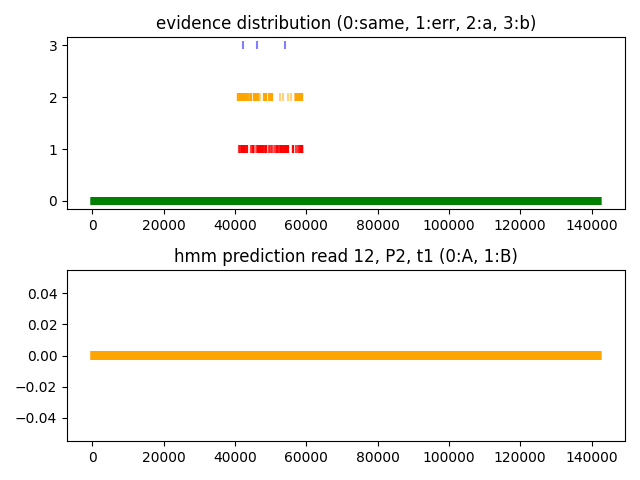 evidence distribution (0:same, 1:err, 2:a, 3:b)
3
2
1
0
0 20000 40000 60000 80000 100000 120000 140000
hmm prediction read 12, P2, t1 (0:A, 1:B)
0.04
0.02
0.00
−0.02
−0.04
0 20000 40000 60000 80000 100000 120000 140000